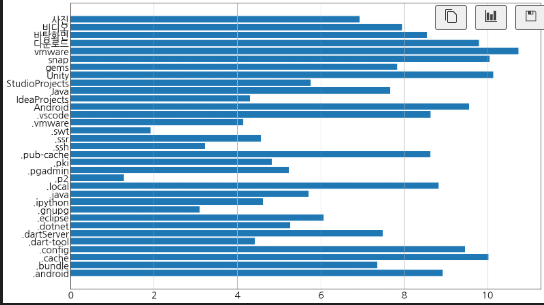 사진
비디오
바탕화면
다운로드
vmware
snap
gems
Unity
StudioProjects
Java
IdeaProjects
Android
.vscode
.vmware
.swt
.ssr
.ssh
.pub-cache
.pki
.pgadmin
.p2
.local
.java
.ipython
.gnupg
.eclipse
.dotnet
.dartServer
.dart-tool
.config
.cache
.bundle
.android
0 2 4 6 8 10